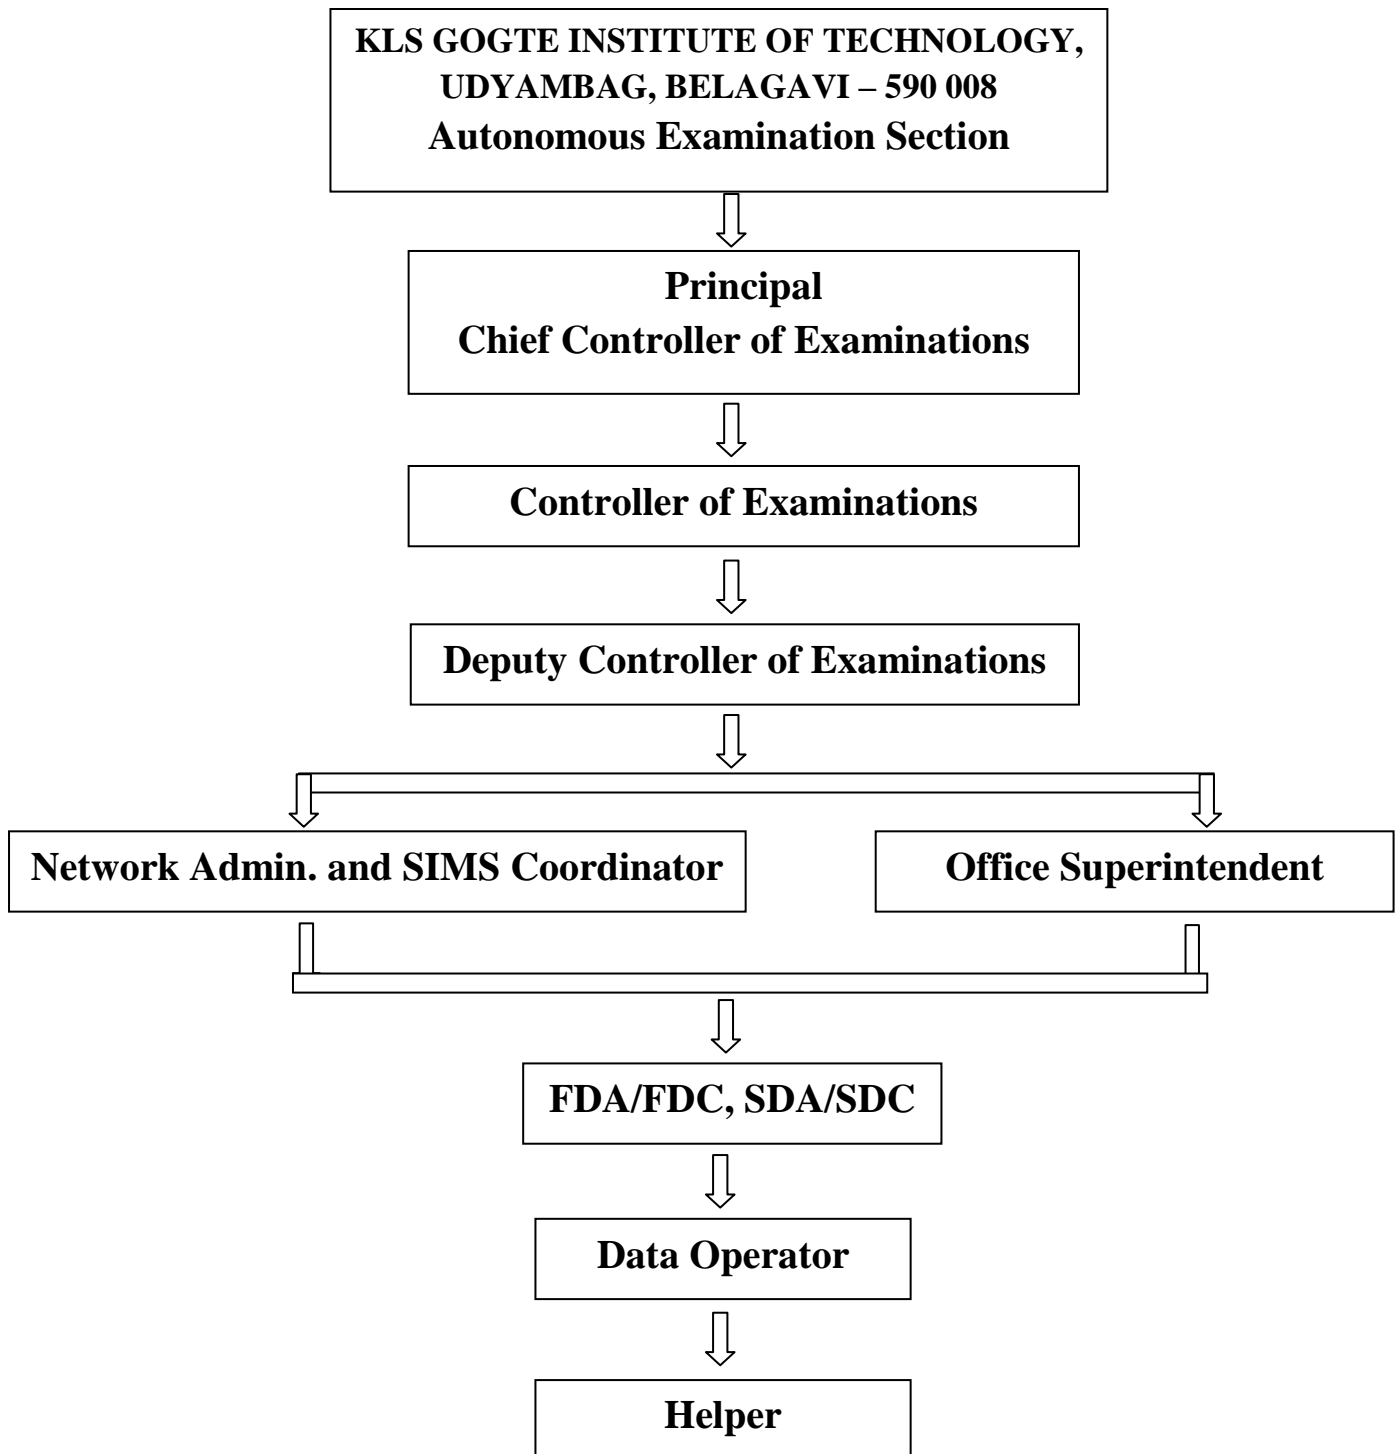 KLS GOGTE INSTITUTE OF TECHNOLOGY,
UDYAMBAG, BELAGAVI – 590 008
Autonomous Examination Section
Principal
Chief Controller of Examinations
Controller of Examinations
Deputy Controller of Examinations
Network Admin. and SIMS Coordinator
Office Superintendent
FDA/FDC, SDA/SDC
Data Operator
Helper